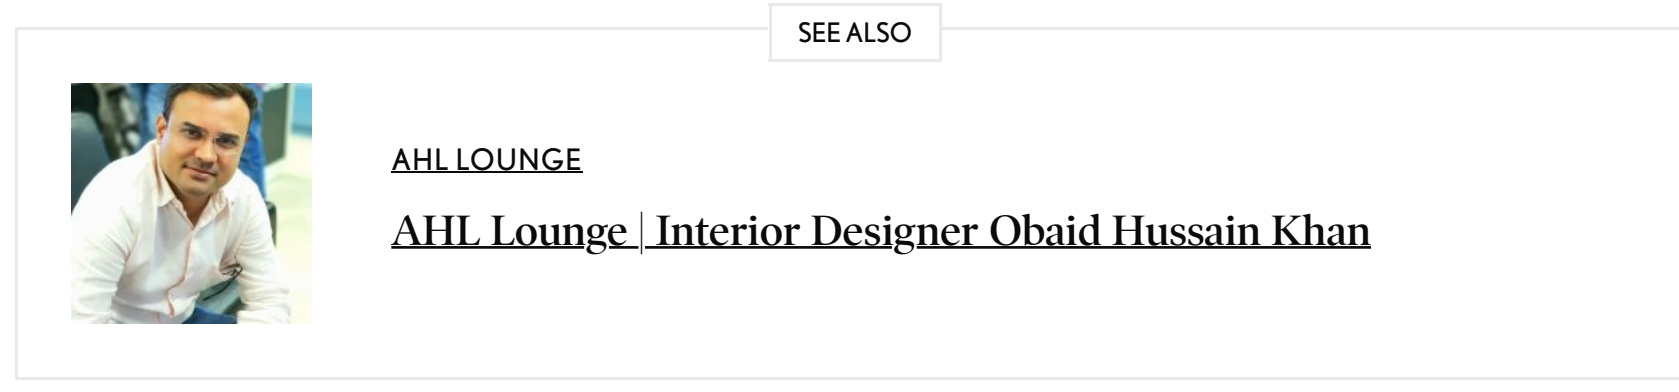 SEE ALSO
AHL LOUNGE
AHL Lounge | Interior Designer Obaid Hussain Khan